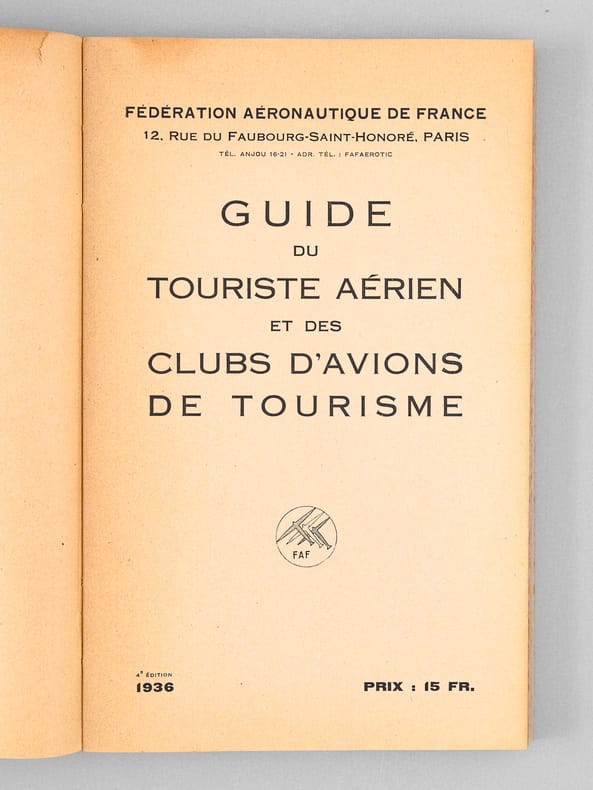 FÉDÉRATION AÉRONAUTIQUE DE FRANCE
12, RUE DU FAUBOURG-SAINT-HONORÉ, PARIS
TÉL. ANJOU 16-21 - ADR. TÉL. : FAFAEROTIC
GUIDE
DU
TOURISTE AÉRIEN
ET DES
CLUBS D'AVIONS
DE TOURISME
FAF
4e ÉDITION
1936
PRIX : 15 FR.